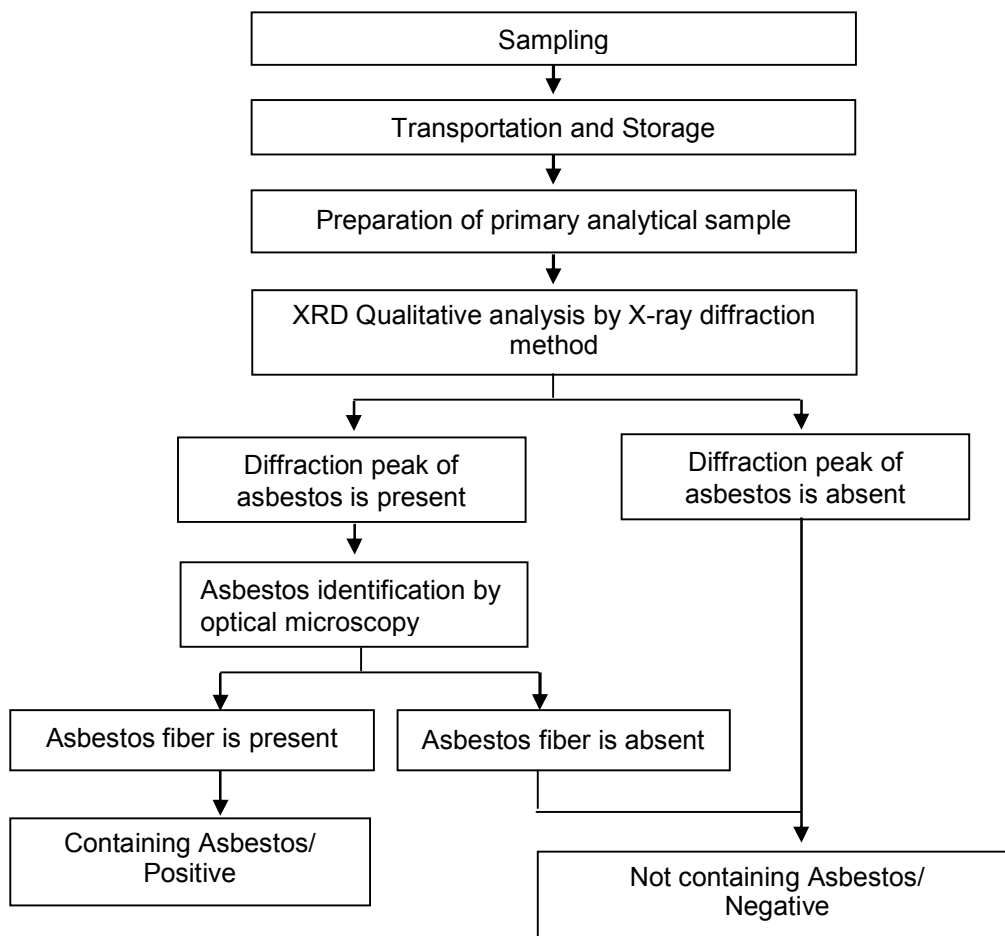 Sampling
Transportation and Storage
Preparation of primary analytical sample
XRD Qualitative analysis by X-ray diffraction
method
Diffraction peak of
asbestos is present
Diffraction peak of
asbestos is absent
Asbestos identification by
optical microscopy
Asbestos fiber is present
Asbestos fiber is absent
Containing Asbestos/
Positive
Not containing Asbestos/
Negative